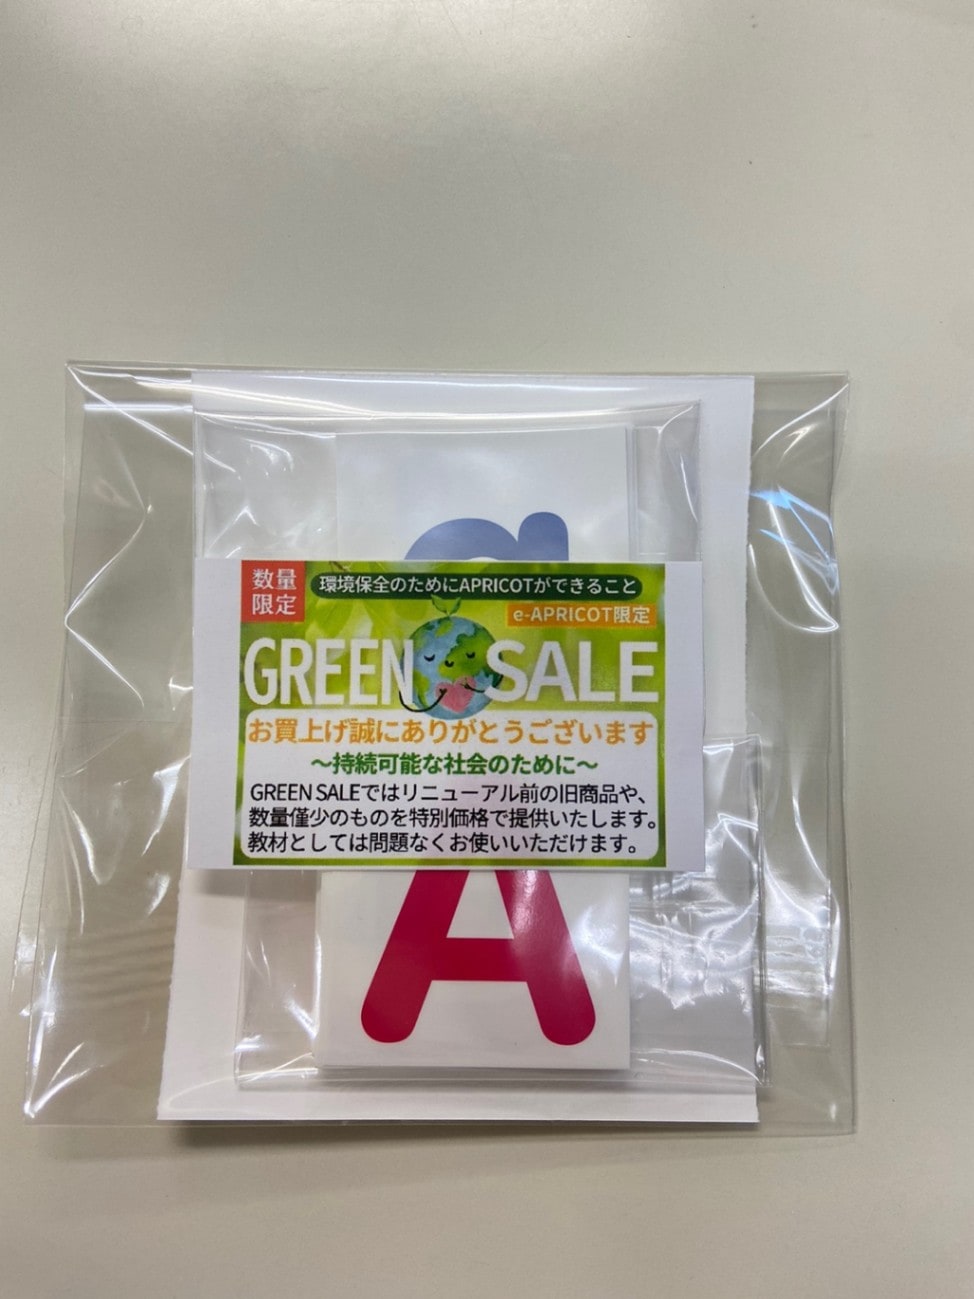 a
数量
限定
環境保全のためにAPRICOTができること
e-APRICOT限定
GREEN SALE
お買上げ誠にありがとうございます
～持続可能な社会のために～
GREEN SALEではリニューアル前の旧商品や、
数量僅少のものを特別価格で提供いたします。
教材としては問題なくお使いいただけます。
A